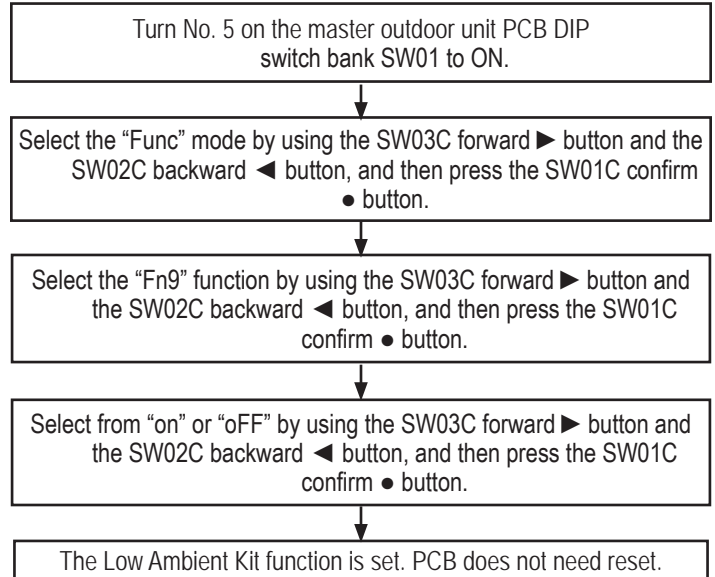 Turn No. 5 on the master outdoor unit PCB DIP
switch bank SW01 to ON.
Select the “Func” mode by using the SW03C forward ► button and the
SW02C backward ◄ button, and then press the SW01C confirm
● button.
Select the “Fn9” function by using the SW03C forward ► button and
the SW02C backward ◄ button, and then press the SW01C
confirm ● button.
Select from “on” or “oFF” by using the SW03C forward ► button and
the SW02C backward ◄ button, and then press the SW01C
confirm ● button.
The Low Ambient Kit function is set. PCB does not need reset.